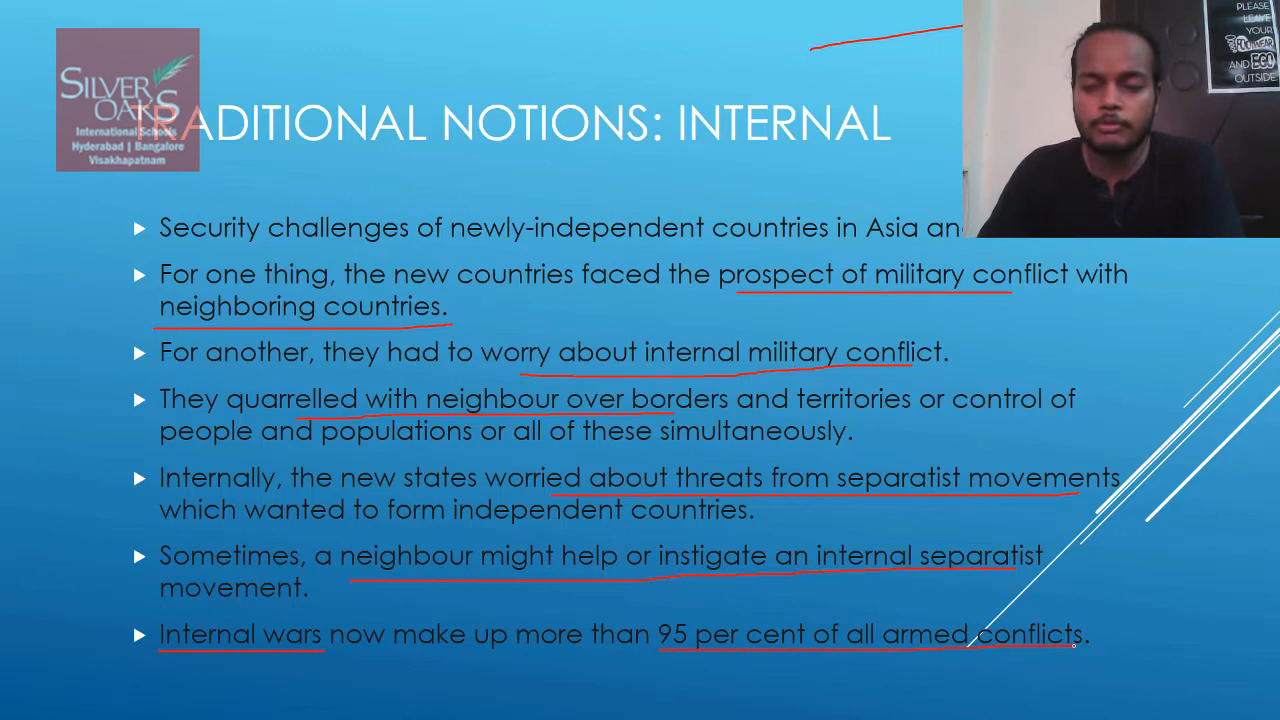 SILVER
OAKS
International Schools
Hyderabad | Bangalore
Visakhapatnam
TRADITIONAL NOTIONS: INTERNAL
Security challenges of newly-independent countries in Asia an
For one thing, the new countries faced the prospect of military conflict with
neighboring countries.
For another, they had to worry about internal military conflict.
They quarrelled with neighbour over borders and territories or control of
people and populations or all of these simultaneously.
Internally, the new states worried about threats from separatist movements
which wanted to form independent countries.
Sometimes, a neighbour might help or instigate an internal separatist
movement.
Internal wars now make up more than 95 per cent of all armed conflicts.
PLEASE
LEAVE
YOUR
FOOTWEAR
AND EGO
OUTSIDE